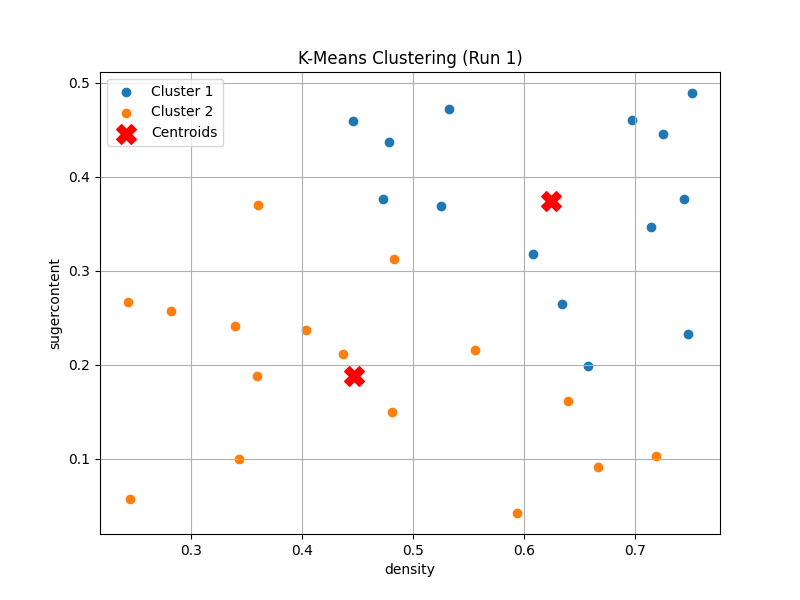 K-Means Clustering (Run 1)
Cluster 1
Cluster 2
Centroids
0.5
0.4
0.3
0.2
0.1
sugercontent
0.3
0.4
0.5
0.6
0.7
density